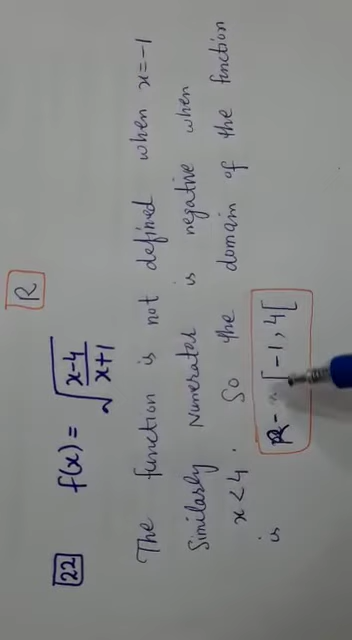 R
22 f(x) = √(x-4/x+1)
The function is not defined when x=-1
Similarly Numerator is negative when
x<4. So the domain of the function
is R - [-1, 4[